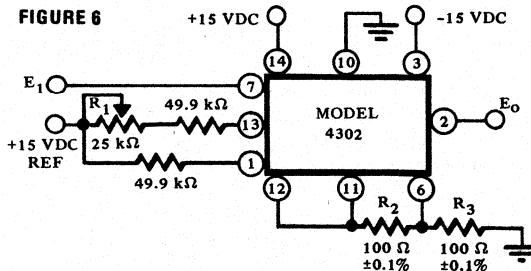 FIGURE 6
+15 VDC
-15 VDC
14
10
3
E1
7
R1
49.9 kΩ
13
MODEL
4302
2
Eo
+15 VDC
REF
25 kΩ
1
49.9 kΩ
12
11
6
R2
R3
100 Ω
±0.1%
100 Ω
±0.1%